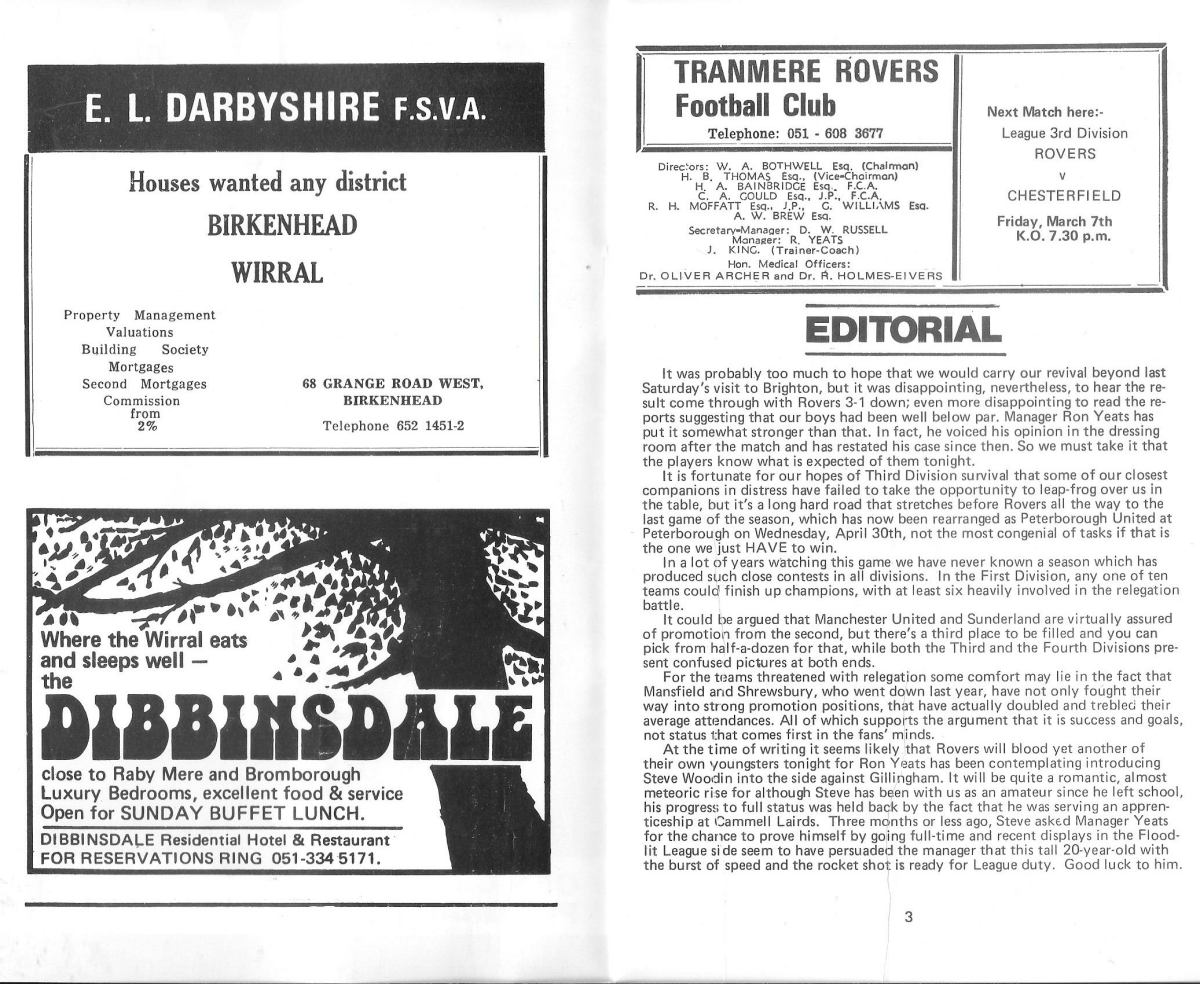 E. L. DARBYSHIRE F.S.V.A.
Houses wanted any district
BIRKENHEAD
WIRRAL
Property Management
Valuations
Building Society
Mortgages
Second Mortgages
Commission
from
2%
68 GRANGE ROAD WEST,
BIRKENHEAD
Telephone 652 1451-2
Where the Wirral eats
and sleeps well —
the
DIBBINSDALE
close to Raby Mere and Bromborough
Luxury Bedrooms, excellent food & service
Open for SUNDAY BUFFET LUNCH.
DIBBINSDALE Residential Hotel & Restaurant
FOR RESERVATIONS RING 051-334 5171.
TRANMERE ROVERS
Football Club
Telephone: 051 - 608 3677
Directors: W. A. BOTHWELL Esq. (Chairman)
H. B. THOMAS Esq., (Vice-Chairman)
H. A. BAINBRIDGE Esq., F.C.A.
C. A. GOULD Esq., J.P., F.C.A.
R. H. MOFFATT Esq., J.P., G. WILLIAMS Esq.
A. W. BREW Esq.
Secretary-Manager: D. W. RUSSELL
Manager: R. YEATS
J. KING. (Trainer-Coach)
Hon. Medical Officers:
Dr. OLIVER ARCHER and Dr. R. HOLMES-EIVERS
Next Match here:-
League 3rd Division
ROVERS
v
CHESTERFIELD
Friday, March 7th
K.O. 7.30 p.m.
EDITORIAL
It was probably too much to hope that we would carry our revival beyond last
Saturday's visit to Brighton, but it was disappointing, nevertheless, to hear the re-
sult come through with Rovers 3-1 down; even more disappointing to read the re-
ports suggesting that our boys had been well below par. Manager Ron Yeats has
put it somewhat stronger than that. In fact, he voiced his opinion in the dressing
room after the match and has restated his case since then. So we must take it that
the players know what is expected of them tonight.
It is fortunate for our hopes of Third Division survival that some of our closest
companions in distress have failed to take the opportunity to leap-frog over us in
the table, but it's a long hard road that stretches before Rovers all the way to the
last game of the season, which has now been rearranged as Peterborough United at
Peterborough on Wednesday, April 30th, not the most congenial of tasks if that is
the one we just HAVE to win.
In a lot of years watching this game we have never known a season which has
produced such close contests in all divisions. In the First Division, any one of ten
teams could finish up champions, with at least six heavily involved in the relegation
battle.
It could be argued that Manchester United and Sunderland are virtually assured
of promotion from the second, but there's a third place to be filled and you can
pick from half-a-dozen for that, while both the Third and the Fourth Divisions pre-
sent confused pictures at both ends.
For the teams threatened with relegation some comfort may lie in the fact that
Mansfield and Shrewsbury, who went down last year, have not only fought their
way into strong promotion positions, that have actually doubled and trebled their
average attendances. All of which supports the argument that it is success and goals,
not status that comes first in the fans' minds.
At the time of writing it seems likely that Rovers will blood yet another of
their own youngsters tonight for Ron Yeats has been contemplating introducing
Steve Woodin into the side against Gillingham. It will be quite a romantic, almost
meteoric rise for although Steve has been with us as an amateur since he left school,
his progress to full status was held back by the fact that he was serving an appren-
ticeship at Cammell Lairds. Three months or less ago, Steve asked Manager Yeats
for the chance to prove himself by going full-time and recent displays in the Flood-
lit League side seem to have persuaded the manager that this tall 20-year-old with
the burst of speed and the rocket shot is ready for League duty. Good luck to him.
3